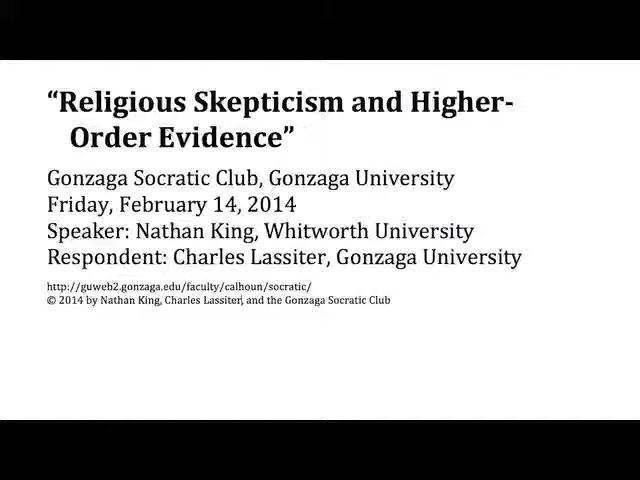 “Religious Skepticism and Higher-
Order Evidence”
Gonzaga Socratic Club, Gonzaga University
Friday, February 14, 2014
Speaker: Nathan King, Whitworth University
Respondent: Charles Lassiter, Gonzaga University
http://guweb2.gonzaga.edu/faculty/calhoun/socratic/
© 2014 by Nathan King, Charles Lassiter, and the Gonzaga Socratic Club